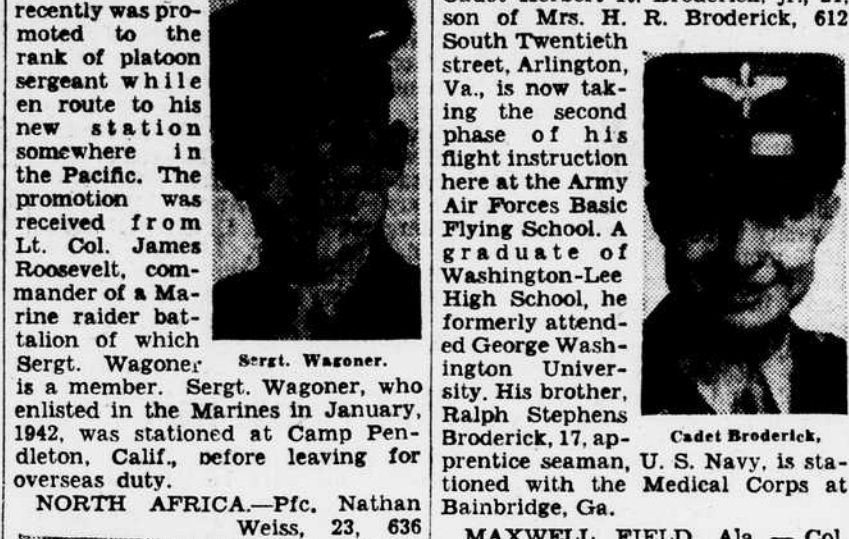 recently was pro-
moted to the
rank of platoon
sergeant while
en route to his
new station
somewhere in
the Pacific. The
promotion was
received from
Lt. Col. James
Roosevelt, com-
mander of a Ma-
rine raider bat-
talion of which
Sergt. Wagoner
Sergt. Wagoner.
is a member. Sergt. Wagoner, who
enlisted in the Marines in January,
1942, was stationed at Camp Pen-
dleton, Calif., before leaving for
overseas duty.
NORTH AFRICA.—Pfc. Nathan
Weiss, 23, 636
son of Mrs. H. R. Broderick, 612
South Twentieth
street, Arlington,
Va., is now tak-
ing the second
phase of his
flight instruction
here at the Army
Air Forces Basic
Flying School. A
graduate of
Washington-Lee
High School, he
formerly attend-
ed George Wash-
ington Univer-
sity. His brother,
Ralph Stephens
Broderick, 17, ap-
Cadet Broderick,
prentice seaman, U. S. Navy, is sta-
tioned with the Medical Corps at
Bainbridge, Ga.
MAXWELL FIELD, Ala. — Col.